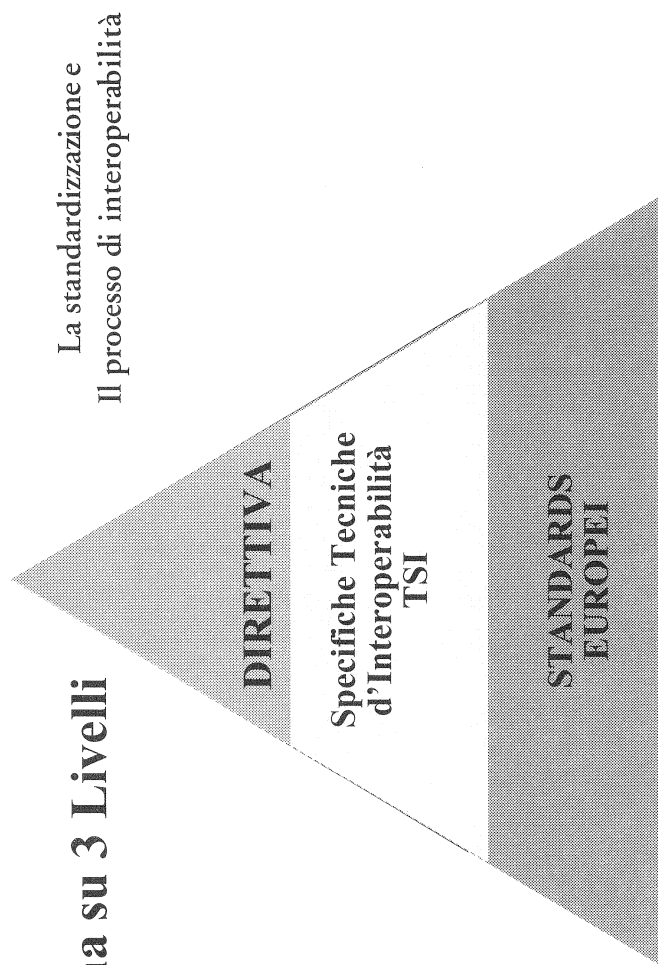 La standardizzazione e
Il processo di interoperabilità
su 3 Livelli
DIRETTIVA
Specifiche Tecniche
d'Interoperabilità
TSI
STANDARDS
EUROPEI